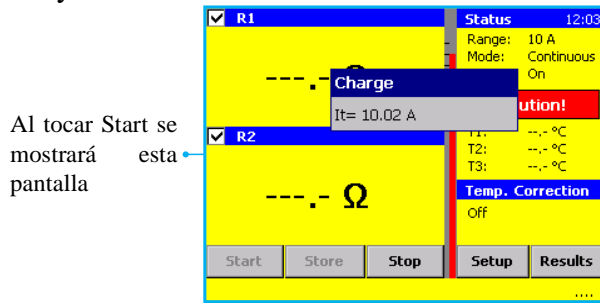 Al tocar Start se
mostrará esta
pantalla
R1
---.-
Charge
It= 10.02 A
R2
---.- Ω
Start Store Stop
Status 12:03
Range: 10 A
Mode: Continuous
On
T1: --.- °C
T2: --.- °C
T3: --.- °C
Temp. Correction
Off
Setup Results
....